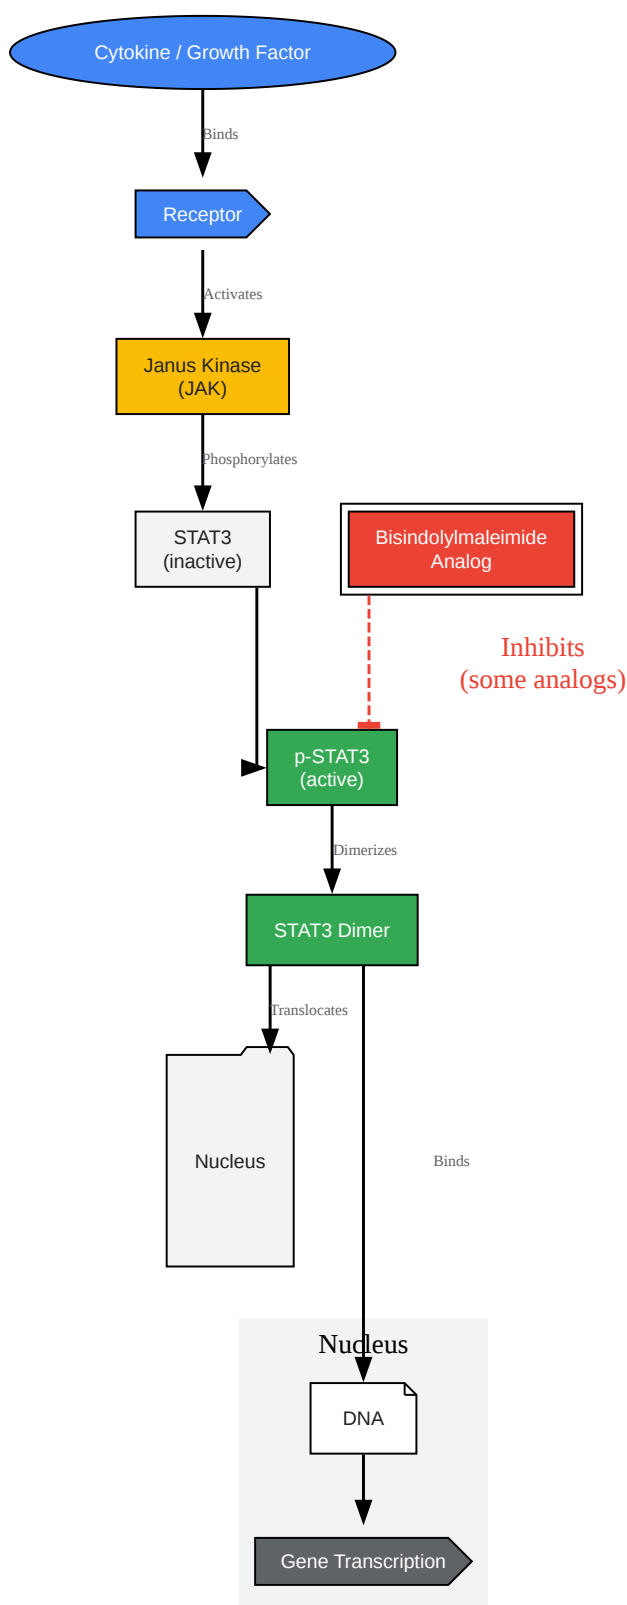 Cytokine / Growth Factor
Binds
Receptor
Activates
Janus Kinase
(JAK)
Phosphorylates
STAT3
(inactive)
Bisindolylmaleimide
Analog
Inhibits
(some analogs)
p-STAT3
(active)
Dimerizes
STAT3 Dimer
Translocates
Nucleus
Binds
Nucleus
DNA
Gene Transcription